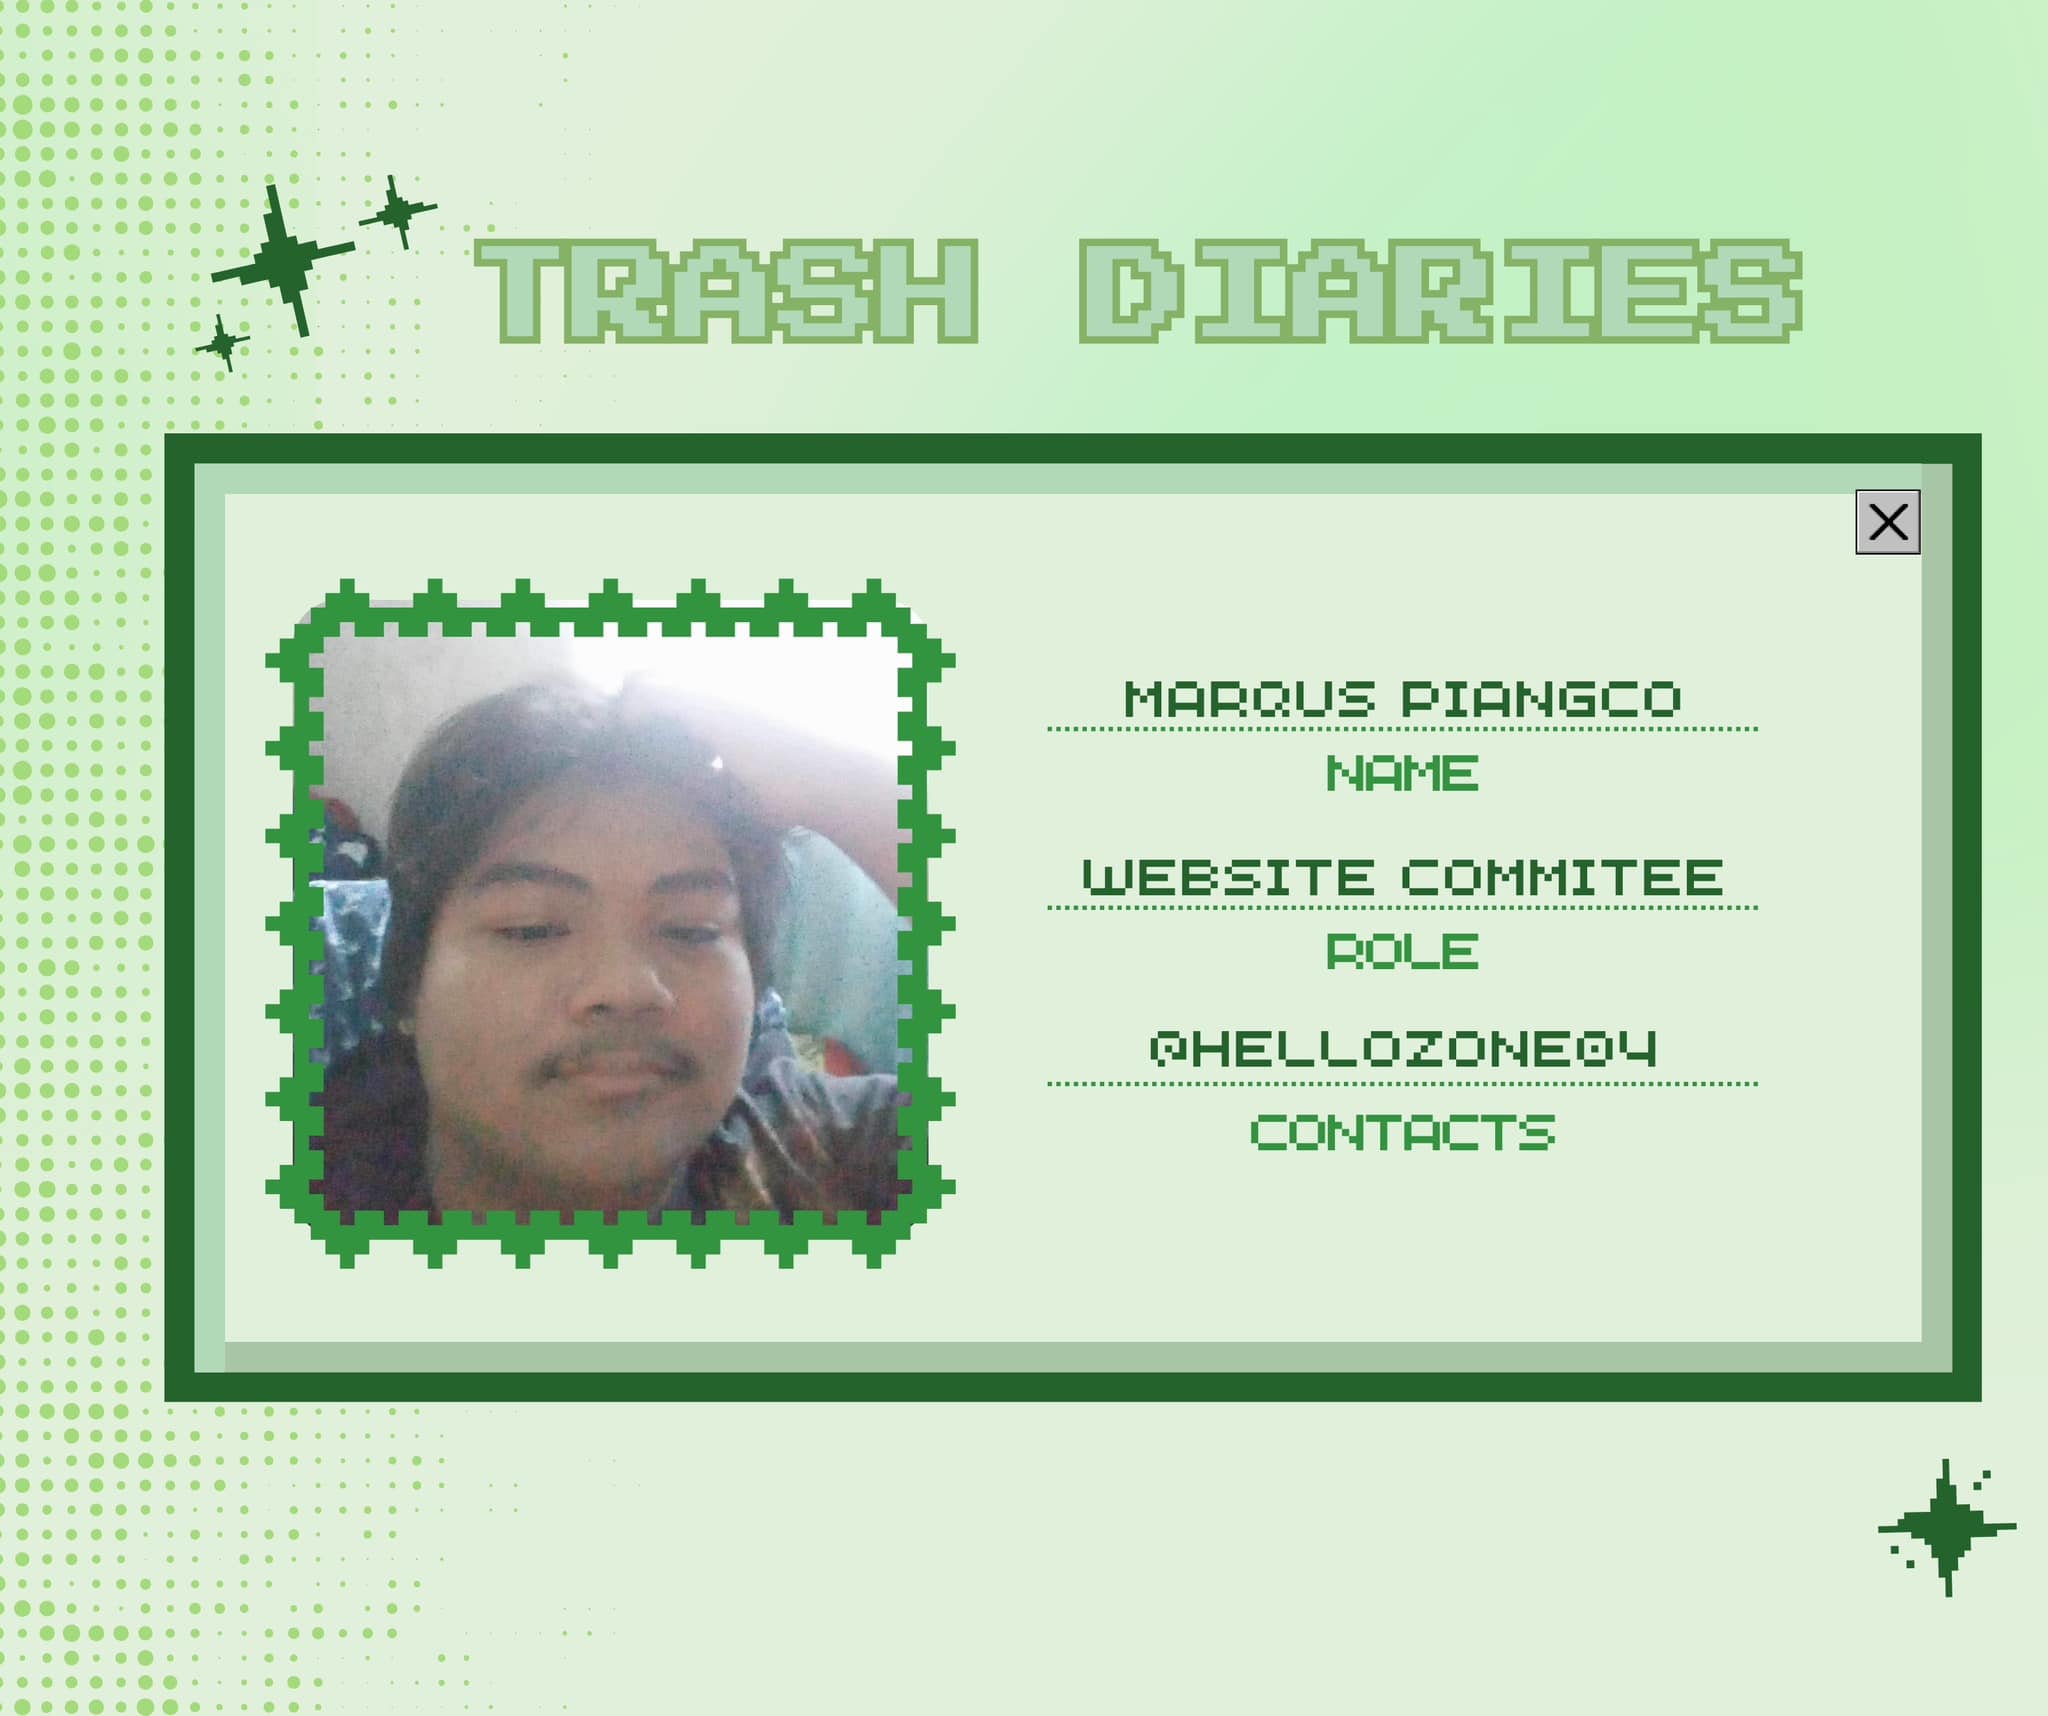 TRASH DIARIES
MARQUS PIANGCO
NAME
WEBSITE COMMITEE
ROLE
@HELLOZONE04
CONTACTS